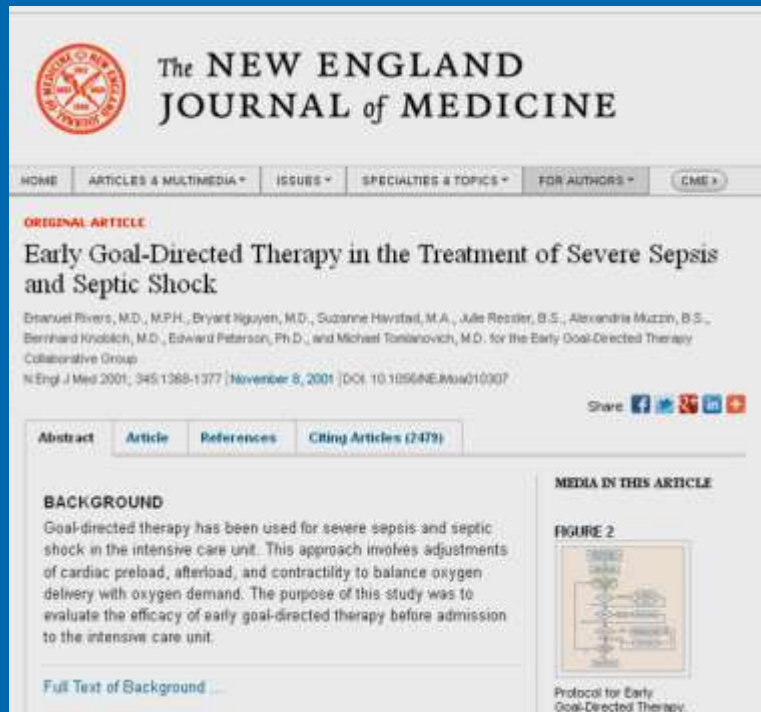 The NEW ENGLAND
JOURNAL of MEDICINE
HOME ARTICLES & MULTIMEDIA ISSUES SPECIALTIES & TOPICS FOR AUTHORS CME
ORIGINAL ARTICLE
Early Goal-Directed Therapy in the Treatment of Severe Sepsis
and Septic Shock
Emanuel Rivers, M.D., M.P.H., Bryant Nguyen, M.D., Suzanne Havstad, M.A., Julie Ressler, B.S., Alexandria Muzzin, B.S.,
Bernhard Knoblich, M.D., Edward Peterson, Ph.D., and Michael Tomlanovich, M.D. for the Early Goal-Directed Therapy
Collaborative Group
N Engl J Med 2001; 345:1368-1377 November 8, 2001 DOI: 10.1056/NEJMoa010307
Share:
Abstract Article References Citing Articles (2479)
BACKGROUND
Goal-directed therapy has been used for severe sepsis and septic
shock in the intensive care unit. This approach involves adjustments
of cardiac preload, afterload, and contractility to balance oxygen
delivery with oxygen demand. The purpose of this study was to
evaluate the efficacy of early goal-directed therapy before admission
to the intensive care unit.
Full Text of Background ...
MEDIA IN THIS ARTICLE
FIGURE 2
Protocol for Early
Goal-Directed Therapy.